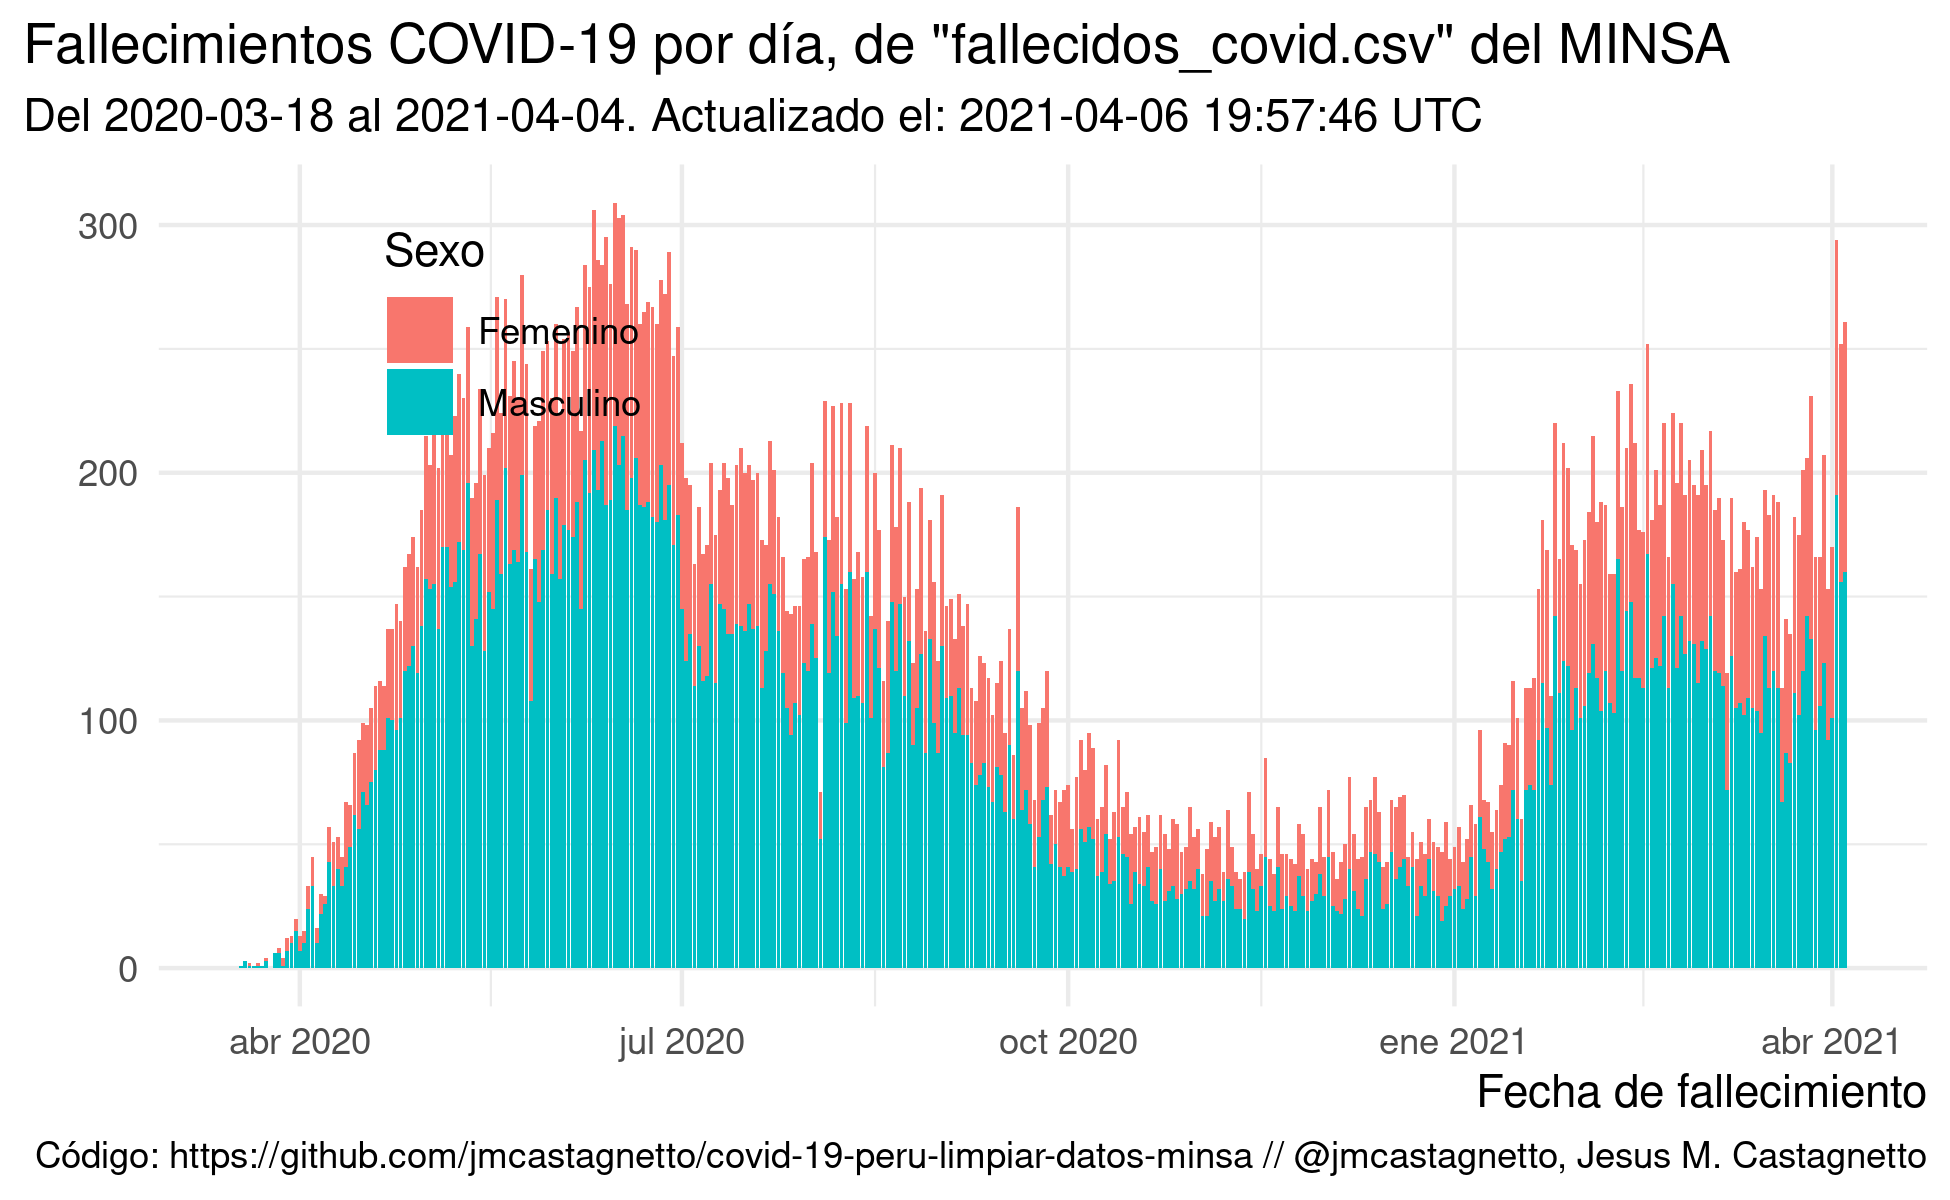 Fallecimientos COVID-19 por día, de "fallecidos_covid.csv" del MINSA
Del 2020-03-18 al 2021-04-04. Actualizado el: 2021-04-06 19:57:46 UTC
300
200
100
0
Sexo
Femenino
Masculino
abr 2020
jul 2020
oct 2020
ene 2021
abr 2021
Fecha de fallecimiento
Código: https://github.com/jmcastagnetto/covid-19-peru-limpiar-datos-minsa // @jmcastagnetto, Jesus M. Castagnetto